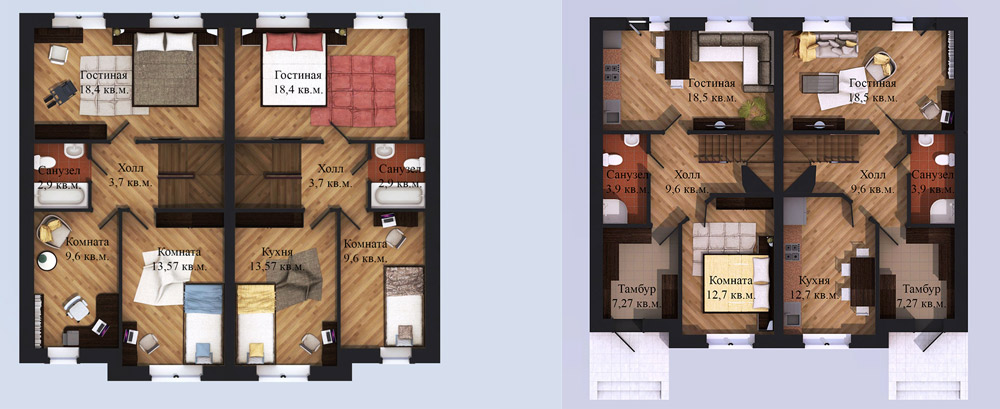 Гостиная
18,4 кв.м.
Гостиная
18,4 кв.м.
Санузел
2,9 кв.м.
Холл
3,7 кв.м.
Холл
3,7 кв.м.
Санузел
2,9 кв.м.
Комната
9,6 кв.м.
Комната
13,57 кв.м.
Кухня
13,57 кв.м.
Комната
9,6 кв.м.
Гостиная
18,5 кв.м.
Гостиная
18,5 кв.м.
Санузел
3,9 кв.м.
Холл
9,6 кв.м.
Холл
9,6 кв.м.
Санузел
3,9 кв.м.
Тамбур
7,27 кв.м.
Комната
12,7 кв.м.
Кухня
12,7 кв.м.
Тамбур
7,27 кв.м.